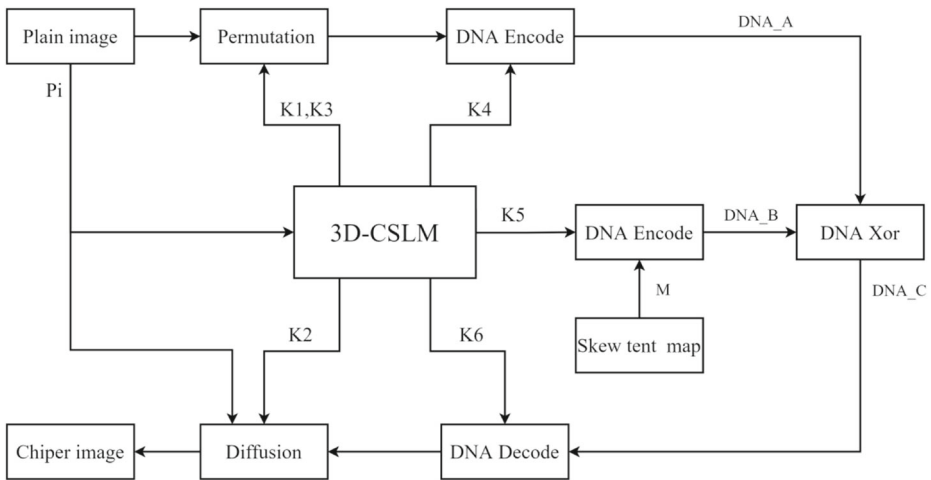 Plain image
Permutation
DNA Encode
DNA_A
Pi
K1,K3
K4
3D-CSLM
K5
DNA Encode
DNA_B
DNA Xor
M
DNA_C
K2
K6
Skew tent map
Chiper image
Diffusion
DNA Decode